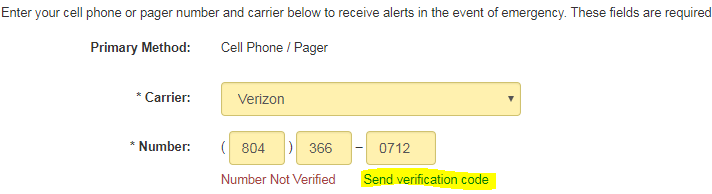 Enter your cell phone or pager number and carrier below to receive alerts in the event of emergency. These fields are required
Primary Method: Cell Phone / Pager
* Carrier: Verizon
* Number: ( 804 ) 366 – 0712
Number Not Verified Send verification code